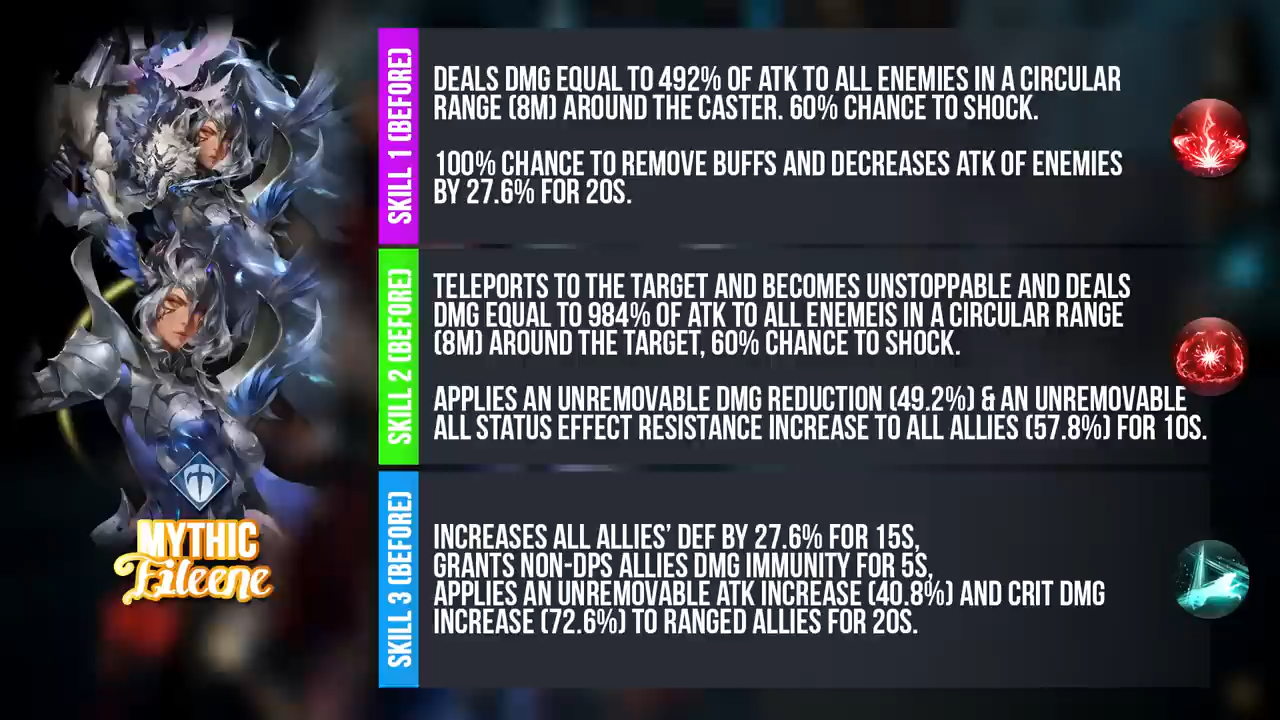 SKILL 1 (BEFORE)
DEALS DMG EQUAL TO 492% OF ATK TO ALL ENEMIES IN A CIRCULAR
RANGE (8M) AROUND THE CASTER. 60% CHANCE TO SHOCK.
100% CHANCE TO REMOVE BUFFS AND DECREASES ATK OF ENEMIES
BY 27.6% FOR 20S.
SKILL 2 (BEFORE)
TELEPORTS TO THE TARGET AND BECOMES UNSTOPPABLE AND DEALS
DMG EQUAL TO 984% OF ATK TO ALL ENEMEIS IN A CIRCULAR RANGE
(8M) AROUND THE TARGET, 60% CHANCE TO SHOCK.
APPLIES AN UNREMOVABLE DMG REDUCTION (49.2%) & AN UNREMOVABLE
ALL STATUS EFFECT RESISTANCE INCREASE TO ALL ALLIES (57.8%) FOR 10S.
SKILL 3 (BEFORE)
INCREASES ALL ALLIES' DEF BY 27.6% FOR 15S,
GRANTS NON-DPS ALLIES DMG IMMUNITY FOR 5S,
APPLIES AN UNREMOVABLE ATK INCREASE (40.8%) AND CRIT DMG
INCREASE (72.6%) TO RANGED ALLIES FOR 20S.
MYTHIC
Eileene